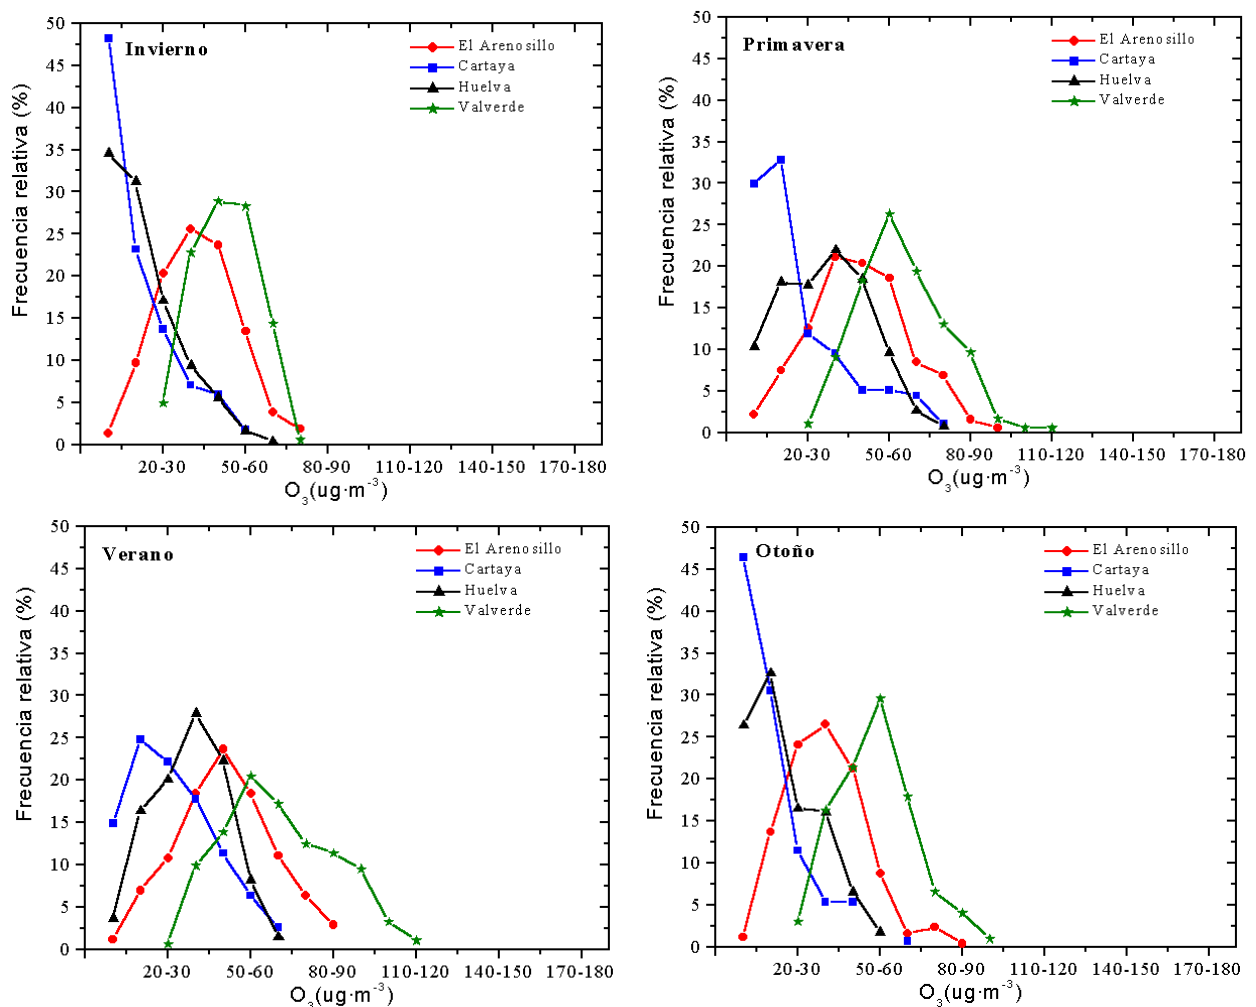 Invierno
El Arenosillo
Cartaya
Huelva
Valverde
Frecuencia relativa (%)
50
45
40
35
30
25
20
15
10
5
0
20-30 50-60 80-90 110-120 140-150 170-180
O3(ug·m-3)
Primavera
El Arenosillo
Cartaya
Huelva
Valverde
Frecuencia relativa (%)
50
45
40
35
30
25
20
15
10
5
0
20-30 50-60 80-90 110-120 140-150 170-180
O3(ug·m-3)
Verano
El Arenosillo
Cartaya
Huelva
Valverde
Frecuencia relativa (%)
50
45
40
35
30
25
20
15
10
5
0
20-30 50-60 80-90 110-120 140-150 170-180
O3(ug·m-3)
Otoño
El Arenosillo
Cartaya
Huelva
Valverde
Frecuencia relativa (%)
50
45
40
35
30
25
20
15
10
5
0
20-30 50-60 80-90 110-120 140-150 170-180
O3(ug·m-3)